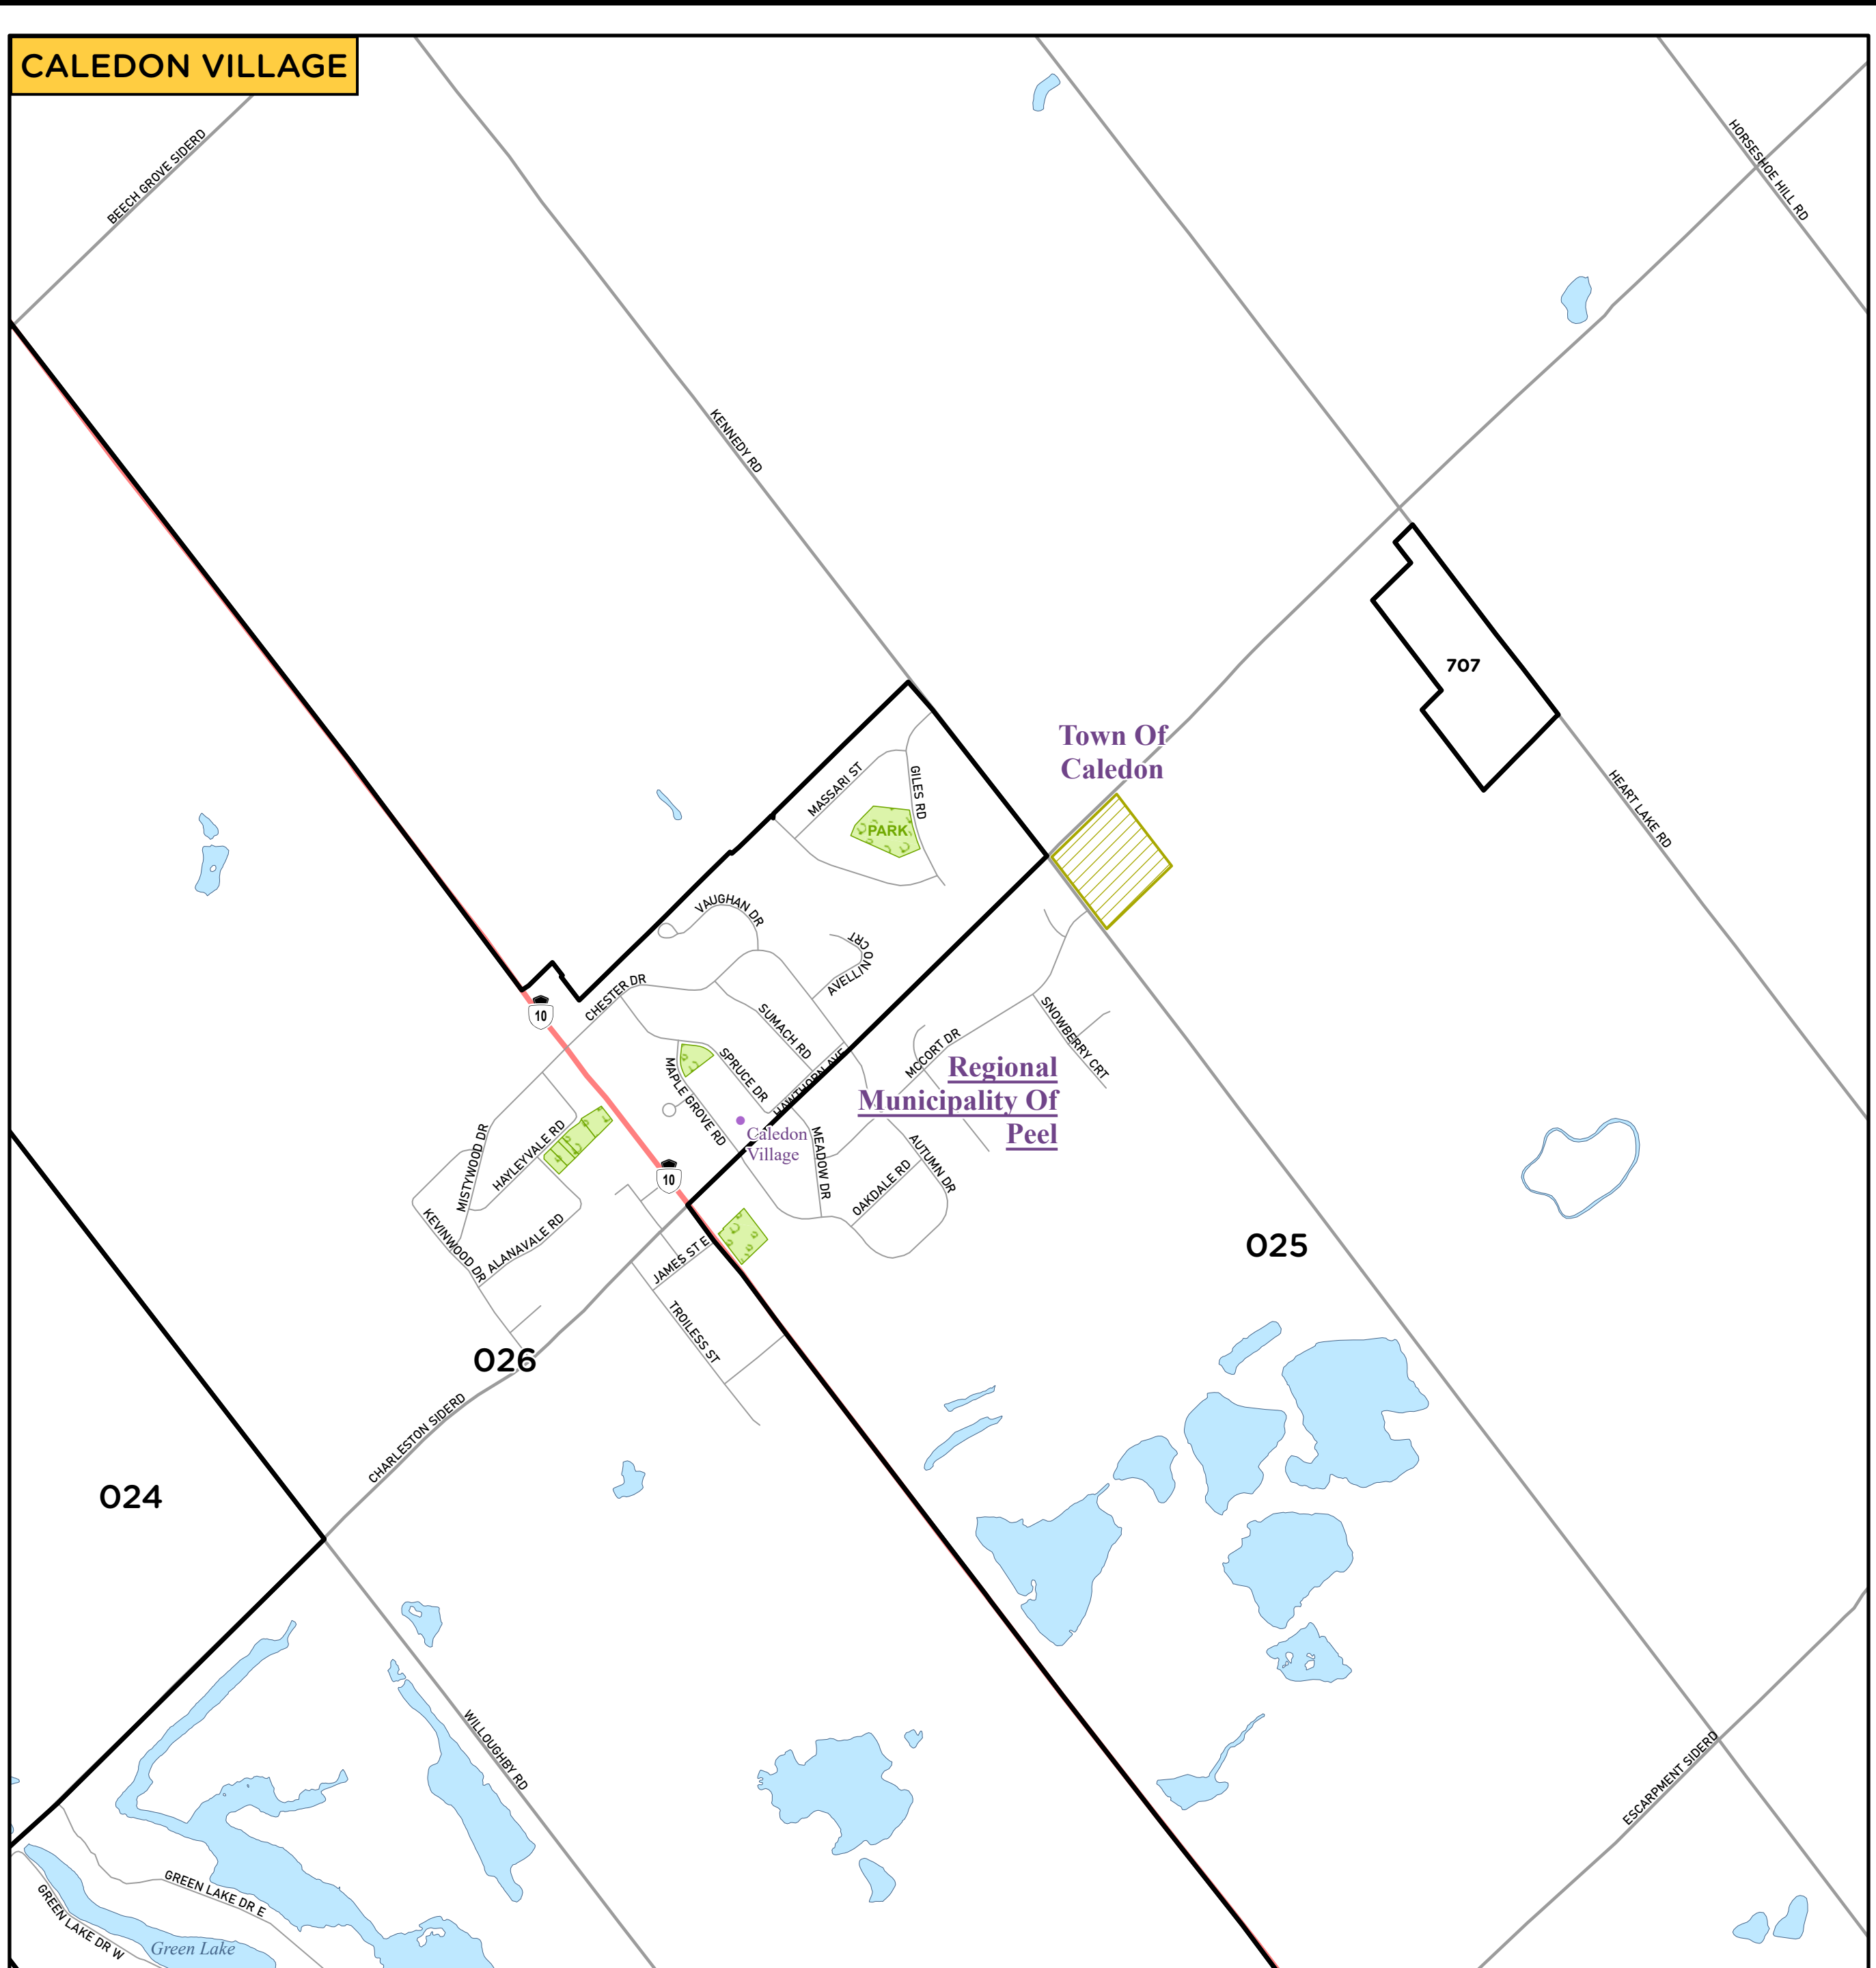 CALEDON VILLAGE
BEECH GROVE SIDERD
HORSESHOE HILL RD
KENNEDY RD
707
Town Of
Caledon
HEART LAKE RD
MASSARI ST
GILES RD
PARK
VAUGHAN DR
AVELLINO CRT
CHESTER DR
10
SUMACH RD
SNOWBERRY CRT
MCCORT DR
SPRUCE DR
HAWTHORN AVE
MAPLE GROVE RD
Regional
Municipality Of
Peel
Caledon
Village
MEADOW DR
AUTUMN DR
OAKDALE RD
HAYLEYVALE RD
MISTYWOOD DR
10
KEVINWOOD DR
ALANAVALE RD
JAMES ST E
TROILESS ST
025
026
CHARLESTON SIDERD
024
WILLOUGHBY RD
ESCARPMENT SIDERD
GREEN LAKE DR E
GREEN LAKE DR W
Green Lake